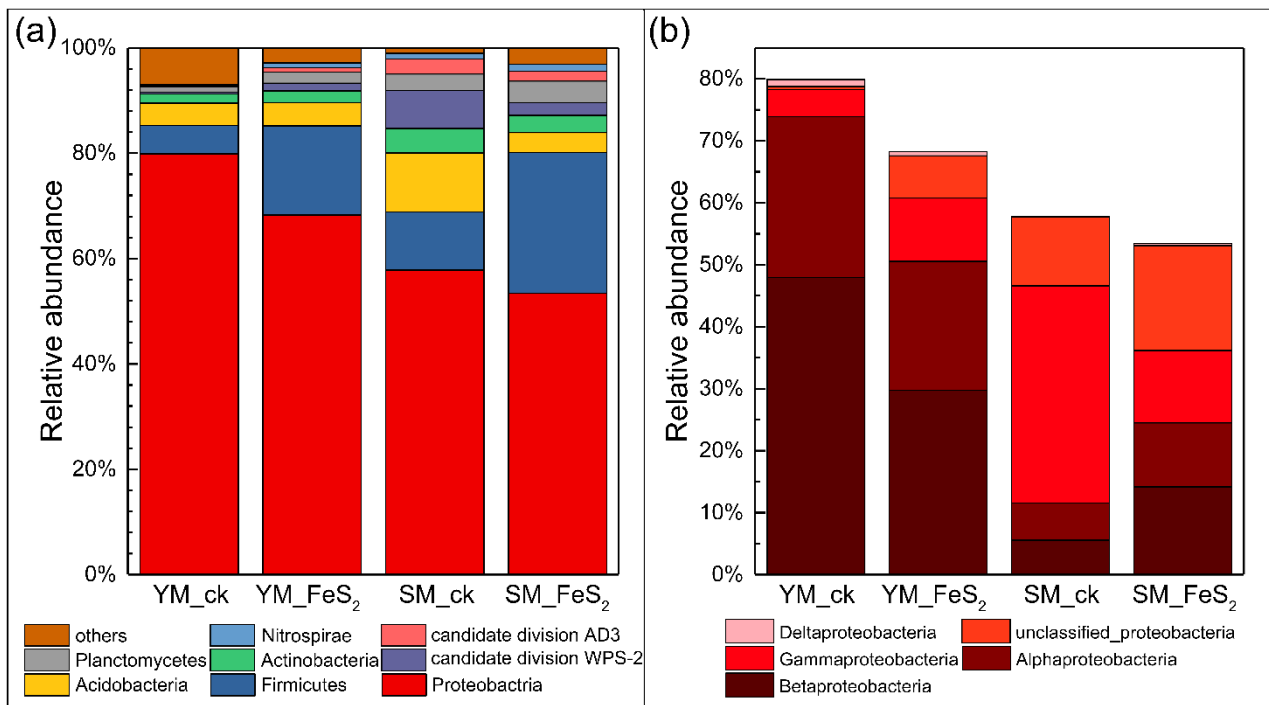 (a)
Relative abundance
100%
80%
60%
40%
20%
0%
YM_ck YM_FeS₂ SM_ck SM_FeS₂
others Nitrospirae candidate division AD3
Planctomycetes Actinobacteria candidate division WPS-2
Acidobacteria Firmicutes Proteobactria
(b)
Relative abundance
80%
70%
60%
50%
40%
30%
20%
10%
0%
YM_ck YM_FeS₂ SM_ck SM_FeS₂
Deltaproteobacteria unclassified_proteobacteria
Gammaproteobacteria Alphaproteobacteria
Betaproteobacteria